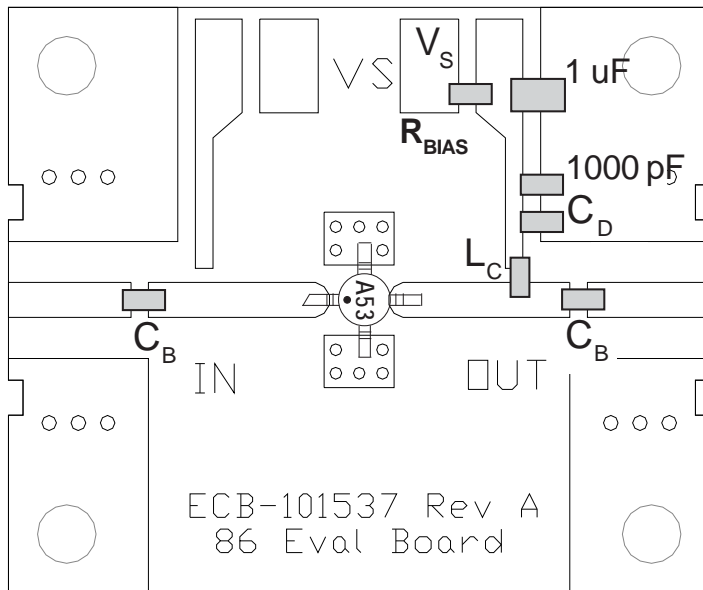 VS
VS
1 uF
RBIAS
1000 pF
CD
LC
A53
CB
CB
IN
OUT
ECB-101537 Rev A
86 Eval Board